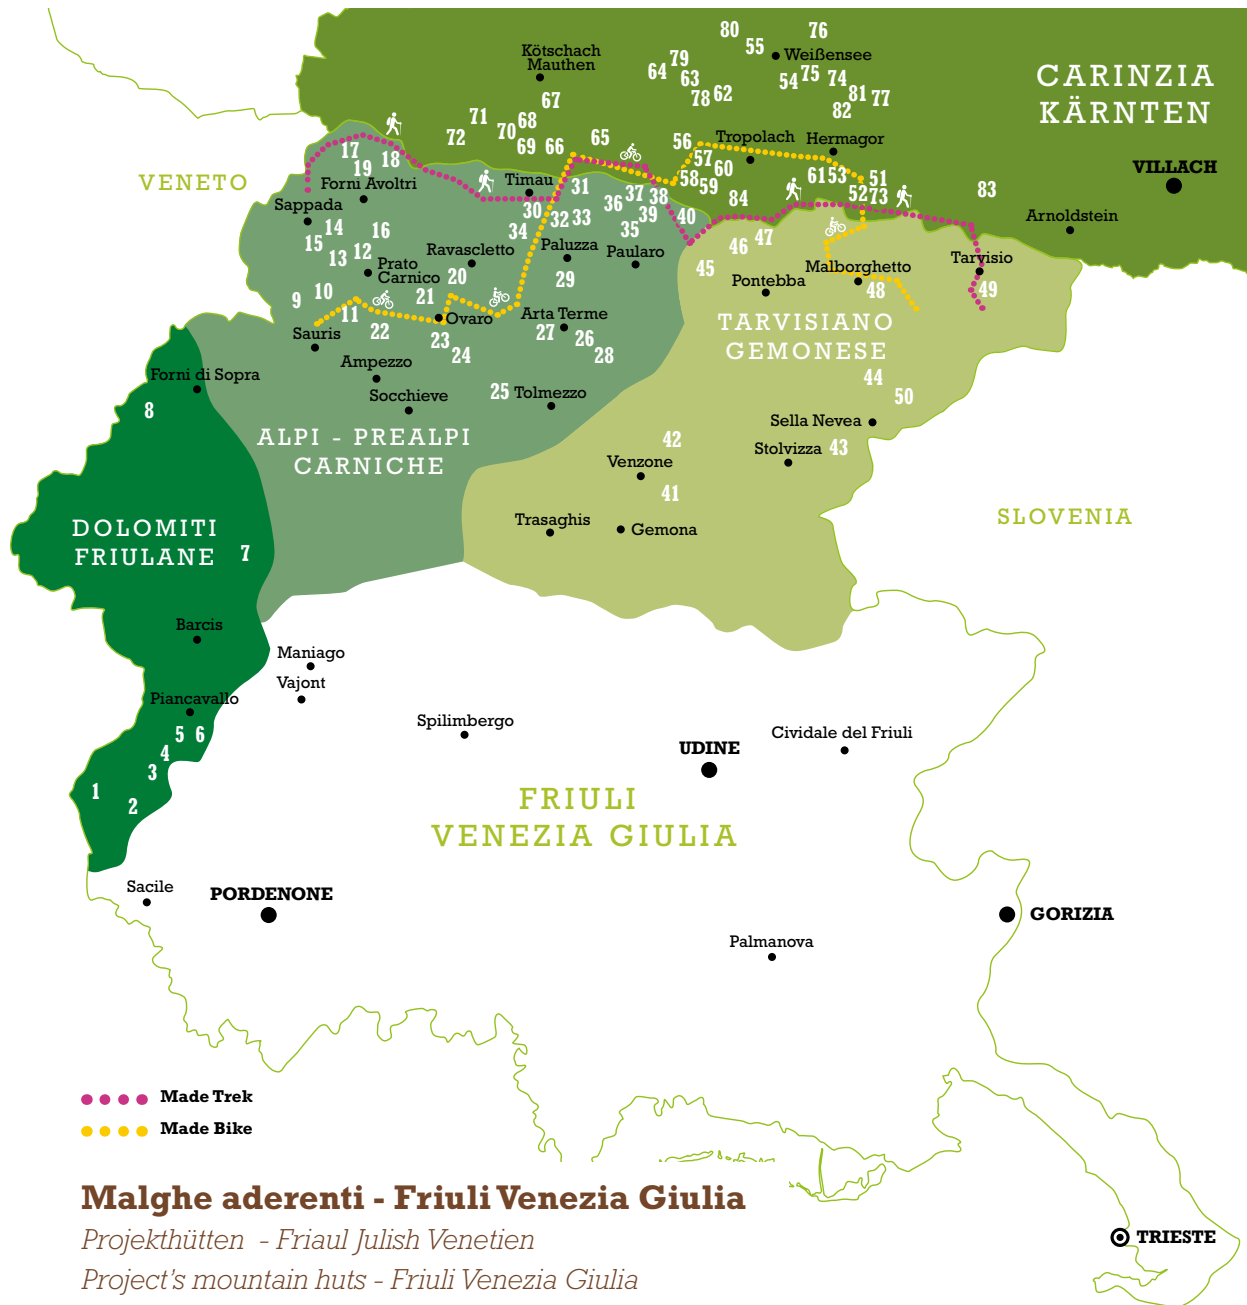 80
76
55
Weißensee
79
Kötschach
Mauthen
64
63
75
74
54
78
62
81
77
82
CARINZIA
KÄRNTEN
67
71
68
72
70
69
66
65
56
Tropolach
Hermagor
57
60
58
59
61
53
51
52
73
83
84
VILLACH
Arnoldstein
VENETO
17
18
19
Forni Avoltri
Sappada
14
16
15
13
12
Prato
Carnico
Timau
31
30
32
33
34
36
37
38
39
40
35
Ravascletto
Paluzza
Paularo
20
29
9
10
21
11
22
Ovaro
23
24
Sauris
Arta Terme
27
26
28
Ampezzo
Socchieve
25
Tolmezzo
45
46
47
Pontebba
Malborghetto
48
Tarvisio
49
TARVISIANO
GEMONESE
44
50
Sella Nevea
Stolvizza
43
42
Venzone
41
Trasaghis
Gemona
Forni di Sopra
8
ALPI - PREALPI
CARNICHE
DOLOMITI
FRIULANE
7
SLOVENIA
Barcis
Maniago
Vajont
Piancavallo
5
6
4
3
1
2
Spilimbergo
UDINE
Cividale del Friuli
FRIULI
VENEZIA GIULIA
Sacile
PORDENONE
GORIZIA
Palmanova
Made Trek
Made Bike
Malghe aderenti - Friuli Venezia Giulia
Projekthütten - Friaul Julish Venetien
Project's mountain huts - Friuli Venezia Giulia
TRIESTE